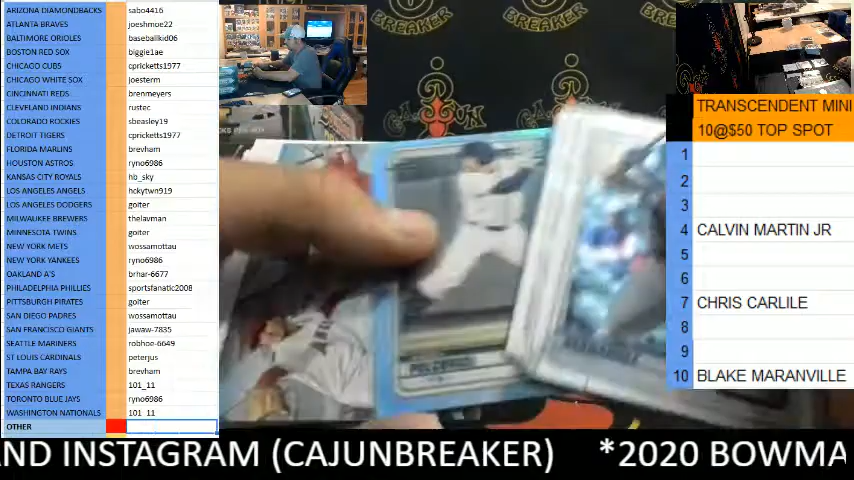 ARIZONA DIAMONDBACKS sabo4416
ATLANTA BRAVES joeshmoe22
BALTIMORE ORIOLES baseballkid06
BOSTON RED SOX biggie1ae
CHICAGO CUBS cpricketts1977
CHICAGO WHITE SOX joesterm
CINCINNATI REDS brenmeyers
CLEVELAND INDIANS rustec
COLORADO ROCKIES sbeasley19
DETROIT TIGERS cpricketts1977
FLORIDA MARLINS brevham
HOUSTON ASTROS ryno6986
KANSAS CITY ROYALS hb_sky
LOS ANGELES ANGELS hckytwn919
LOS ANGELES DODGERS golter
MILWAUKEE BREWERS thelavman
MINNESOTA TWINS golter
NEW YORK METS wossamottau
NEW YORK YANKEES ryno6986
OAKLAND A'S brhar-6677
PHILADELPHIA PHILLIES sportsfanatic2008
PITTSBURGH PIRATES golter
SAN DIEGO PADRES wossamottau
SAN FRANCISCO GIANTS jawaw-7835
SEATTLE MARINERS robhoe-6649
ST LOUIS CARDINALS peterjus
TAMPA BAY RAYS brevham
TEXAS RANGERS 101_11
TORONTO BLUE JAYS ryno6986
WASHINGTON NATIONALS 101_11
OTHER
BREAKER
CAJUN BREAKER
TRANSCENDENT MINI
10@$50 TOP SPOT
1
2
3
4 CALVIN MARTIN JR
5
6
7 CHRIS CARLILE
8
9
10 BLAKE MARANVILLE
ND INSTAGRAM (CAJUNBREAKER) *2020 BOWMA